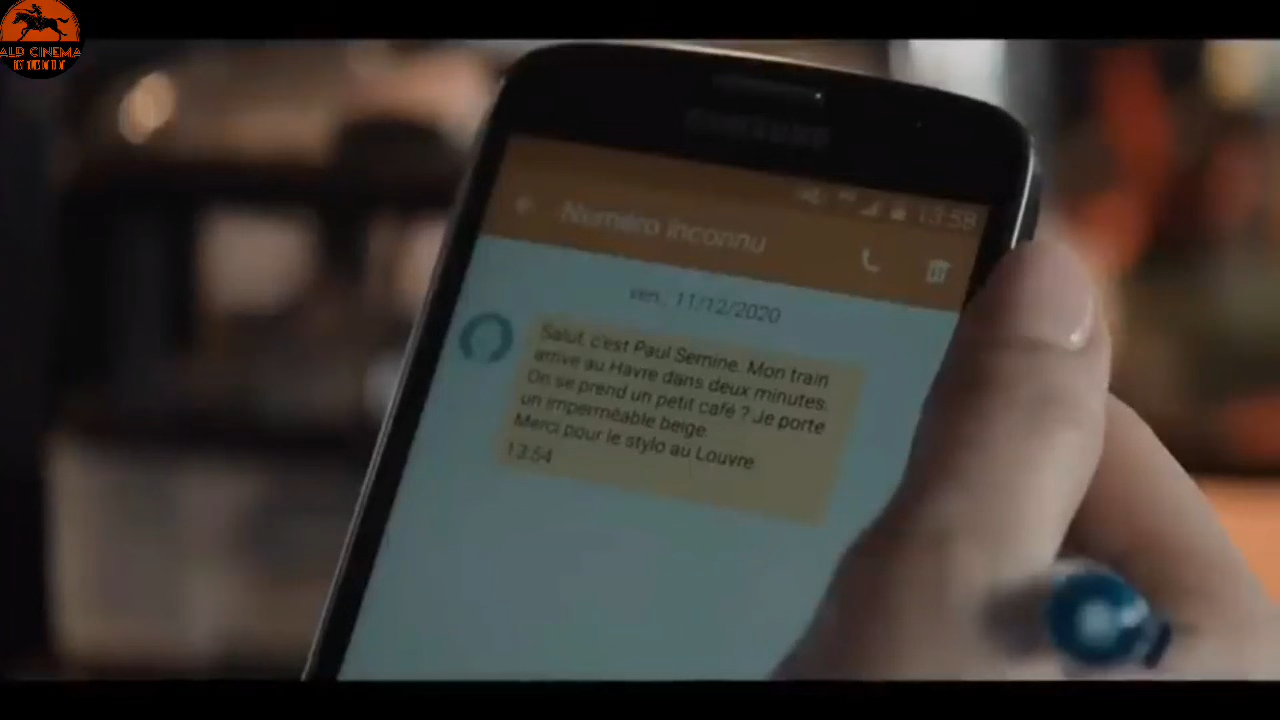 ALD CINEMA
SAMSUNG
13:58
Numéro inconnu
ven., 11/12/2020
Salut, c'est Paul Sernine. Mon train
arrive au Havre dans deux minutes.
On se prend un petit café ? Je porte
un imperméable beige.
Merci pour le stylo au Louvre
13:54